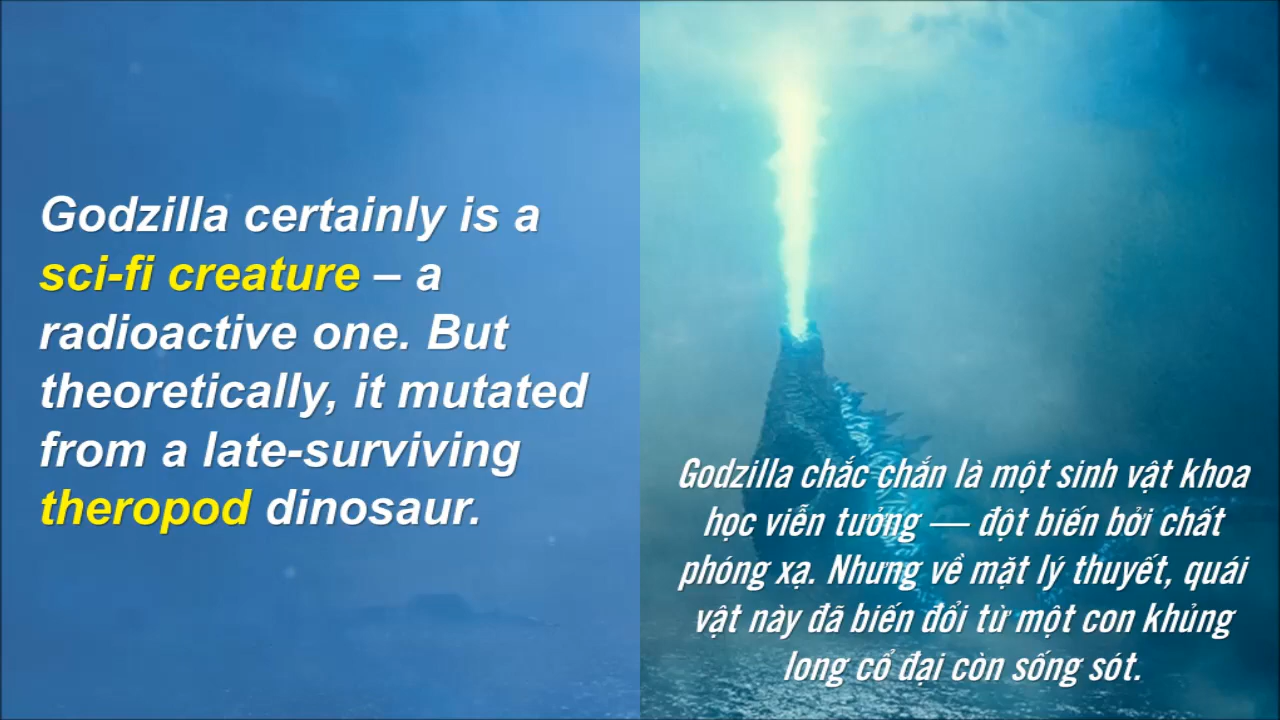 Godzilla certainly is a
sci-fi creature – a
radioactive one. But
theoretically, it mutated
from a late-surviving
theropod dinosaur.
Godzilla chắc chắn là một sinh vật khoa
học viễn tưởng — đột biến bởi chất
phóng xạ. Nhưng về mặt lý thuyết, quái
vật này đã biến đổi từ một con khủng
long cổ đại còn sống sót.